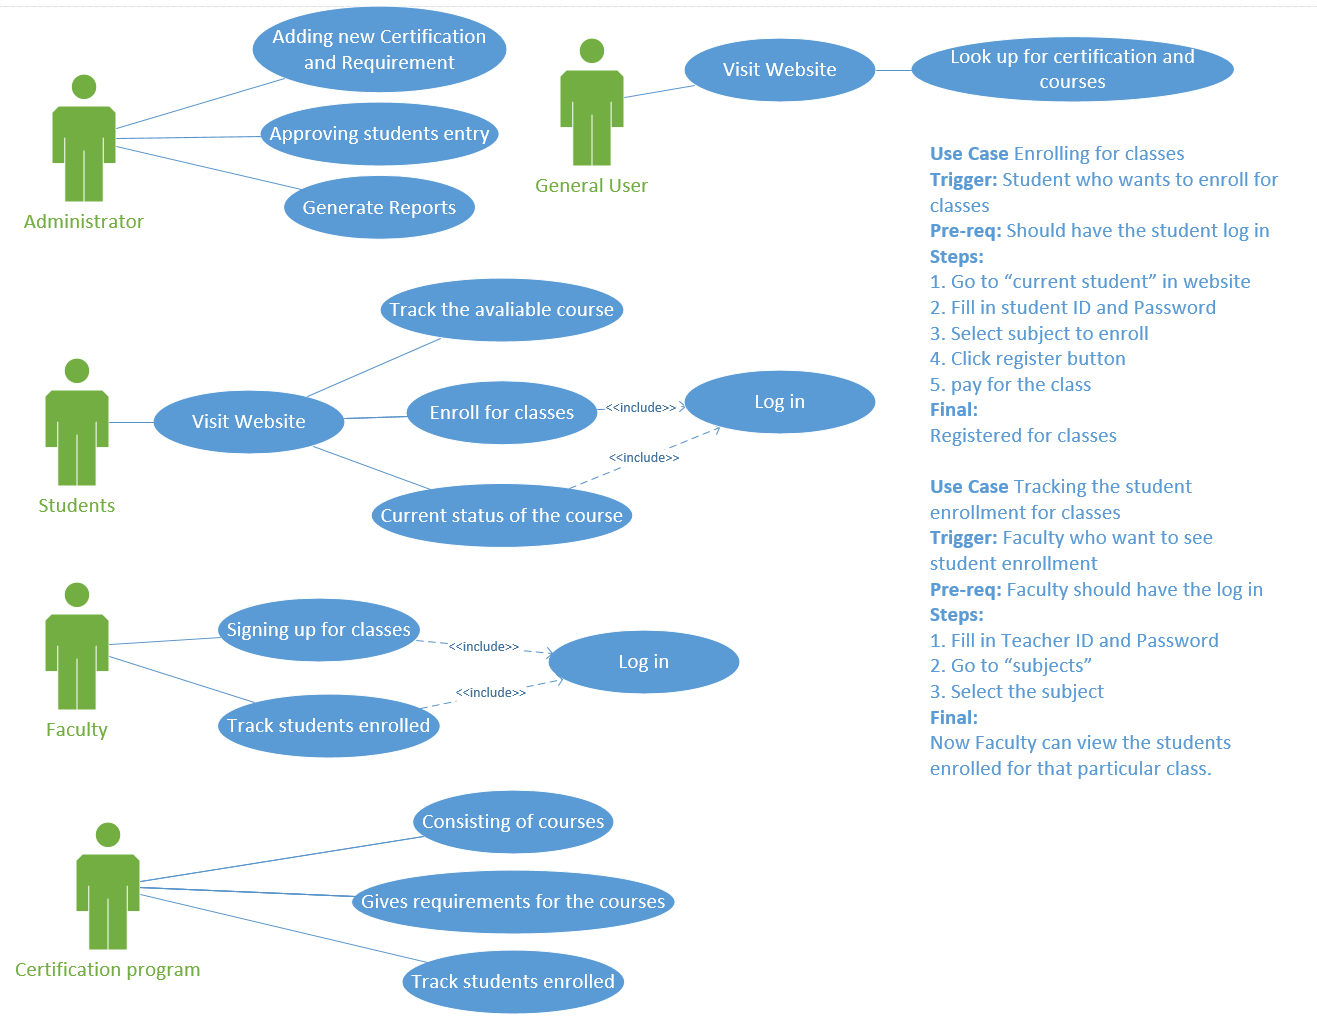 Adding new Certification
and Requirement
Approving students entry
Generate Reports
Administrator
Visit Website
Look up for certification and
courses
General User
Track the avaliable course
Visit Website
Enroll for classes
<<include>>
Log in
<<include>>
Current status of the course
Students
Signing up for classes
<<include>>
Log in
<<include>>
Track students enrolled
Faculty
Consisting of courses
Gives requirements for the courses
Track students enrolled
Certification program
Use Case Enrolling for classes
Trigger: Student who wants to enroll for
classes
Pre-req: Should have the student log in
Steps:
1. Go to “current student” in website
2. Fill in student ID and Password
3. Select subject to enroll
4. Click register button
5. pay for the class
Final:
Registered for classes
Use Case Tracking the student
enrollment for classes
Trigger: Faculty who want to see
student enrollment
Pre-req: Faculty should have the log in
Steps:
1. Fill in Teacher ID and Password
2. Go to “subjects”
3. Select the subject
Final:
Now Faculty can view the students
enrolled for that particular class.